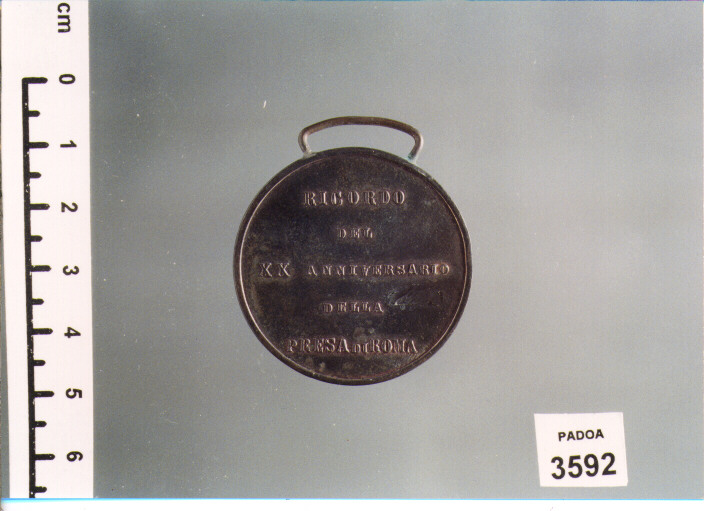 cm
0
1
2
3
4
5
6
RICORDO
DEL
XX ANNIVERSARIO
DELLA
PRESA DI ROMA
PADOA
3592